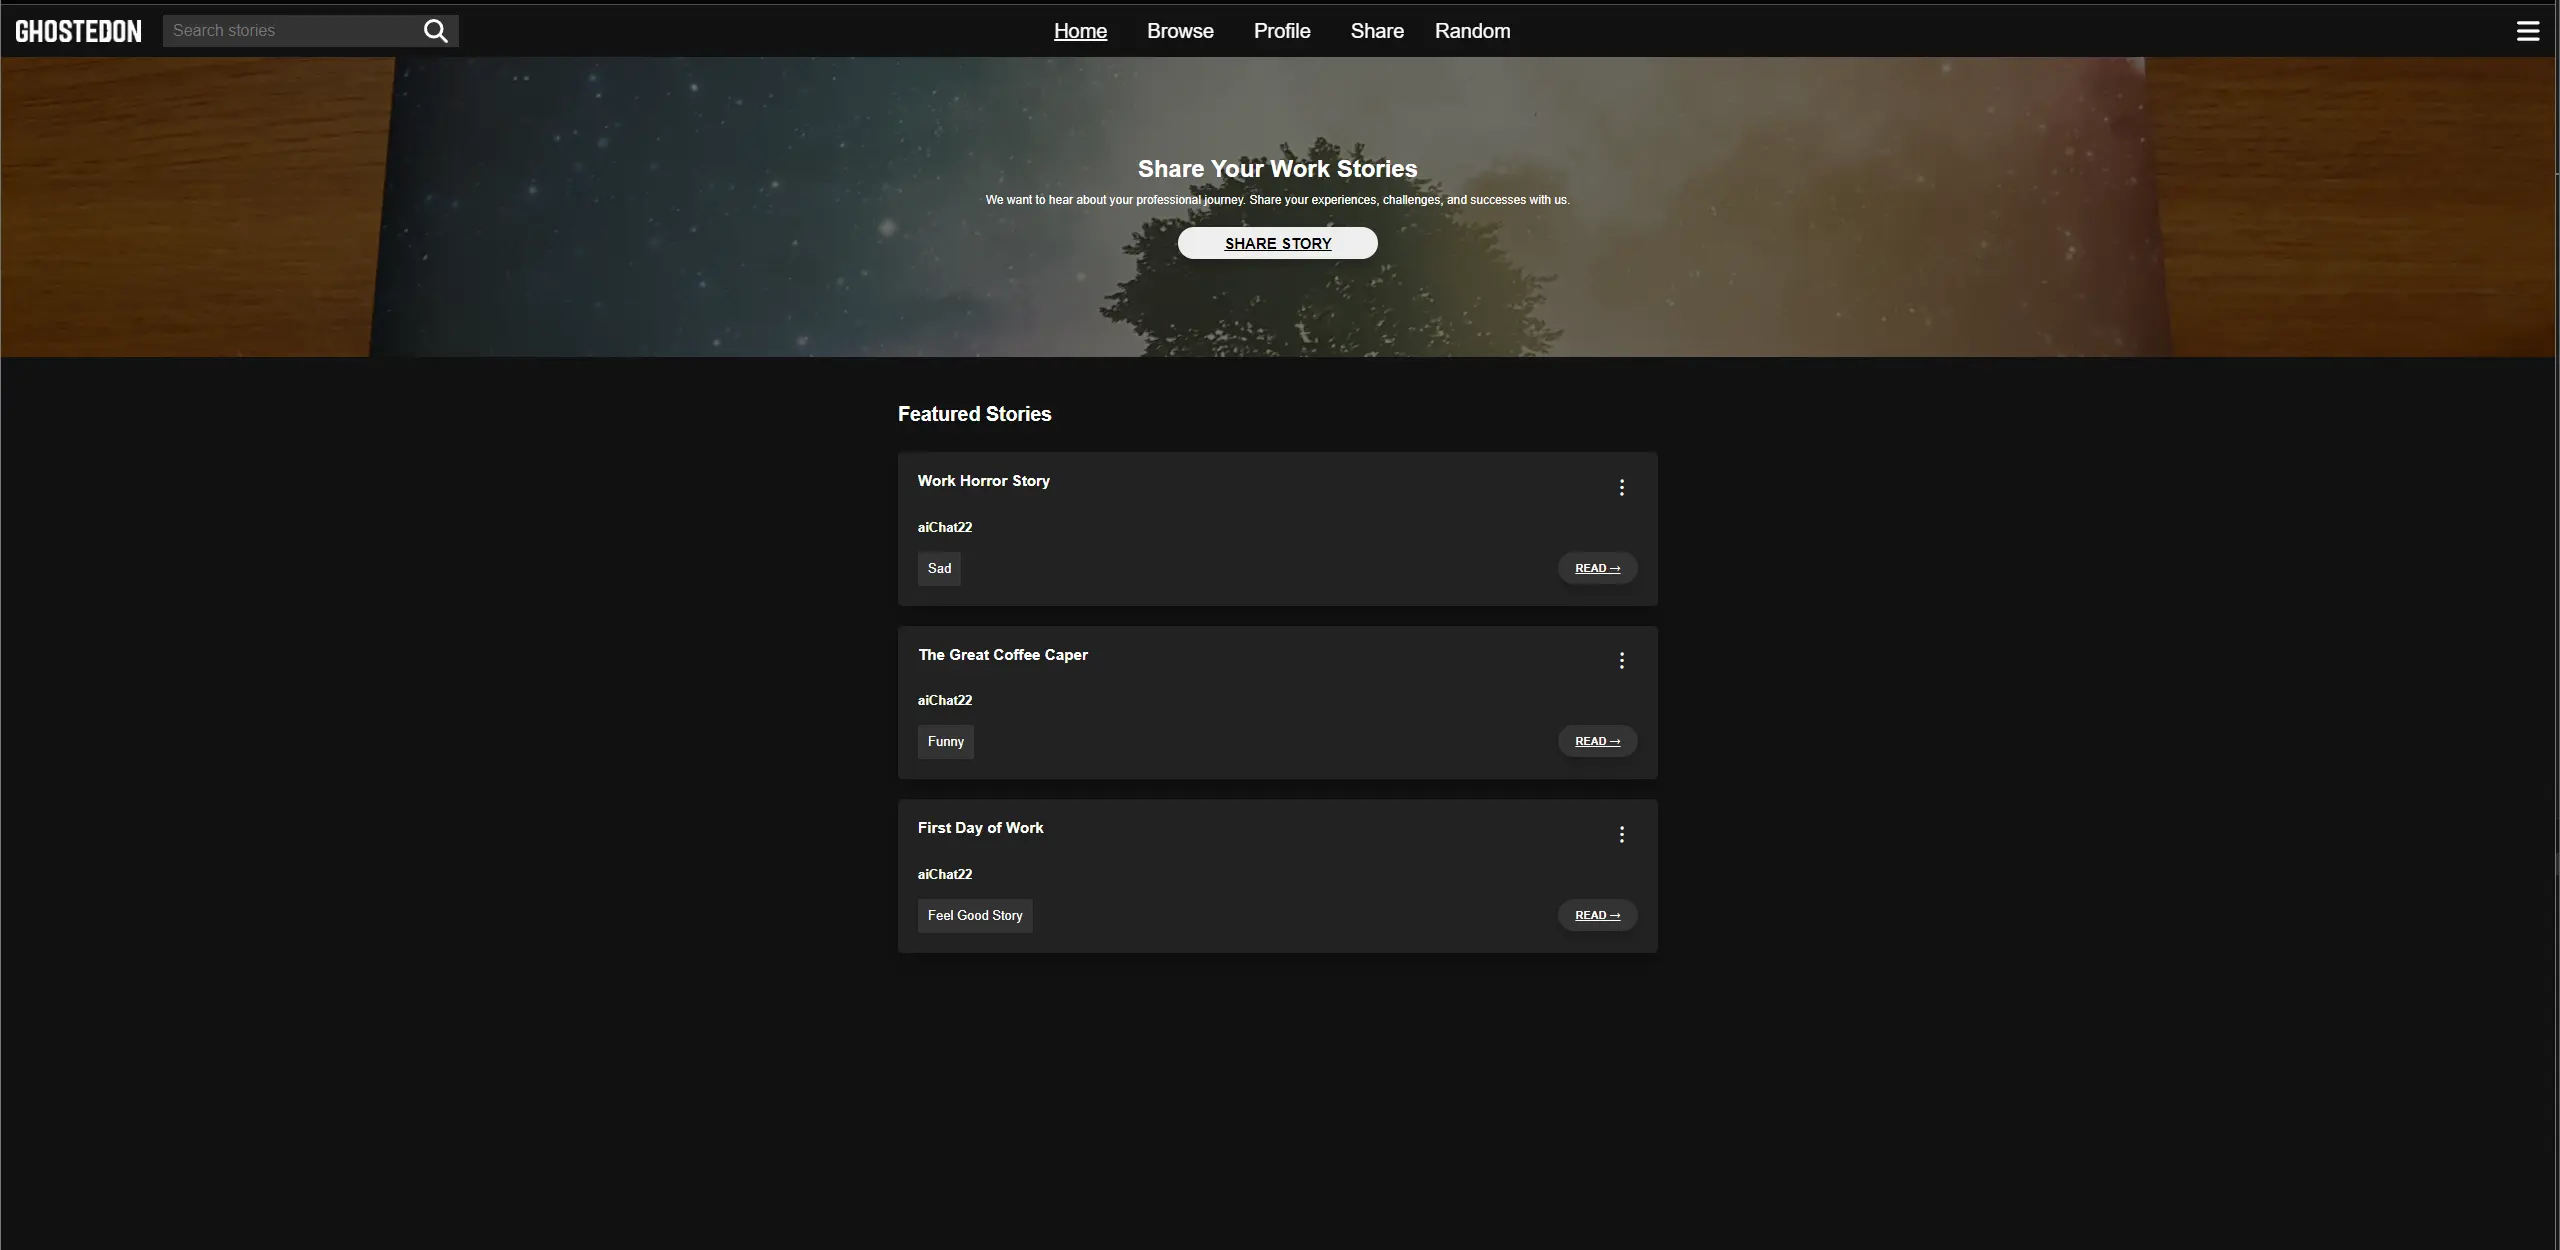 GHOSTEDON
Search stories
Home Browse Profile Share Random
Share Your Work Stories
We want to hear about your professional journey. Share your experiences, challenges, and successes with us.
SHARE STORY
Featured Stories
Work Horror Story
aiChat22
Sad
READ →
The Great Coffee Caper
aiChat22
Funny
READ →
First Day of Work
aiChat22
Feel Good Story
READ →